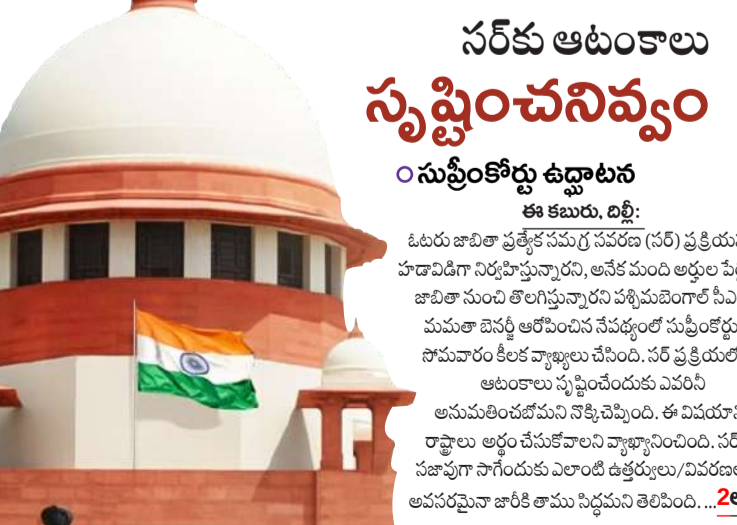 సర్‌కు ఆటంకాలు
సృష్టించనివ్వం
సుప్రీంకోర్టు ఉద్ఘాటన
ఈ కబురు, దిల్లీ:
ఓటరు జాబితా ప్రత్యేక సమగ్ర సవరణ (సర్) ప్రక్రియ
హడావిడిగా నిర్వహిస్తున్నారని, అనేక మంది అర్హుల
జాబితా నుంచి తొలగిస్తున్నారని పశ్చిమబెంగాల్ సీఎ
మమతా బెనర్జీ ఆరోపించిన నేపథ్యంలో సుప్రీంకోర్టు
సోమవారం కీలక వ్యాఖ్యలు చేసింది. సర్ ప్రక్రియలో
ఆటంకాలు సృష్టించేందుకు ఎవరినీ
అనుమతించబోమని నొక్కిచెప్పింది. ఈ
రాష్ట్రాలు అర్థం చేసుకోవాలని వ్యాఖ్యానించింది. సర్
సజావుగా సాగేందుకు ఎలాంటి ఉత్తర్వులు/వివరణ
అవసరమైనా జారీకి తాము సిద్ధమని తెలిపింది. ...2